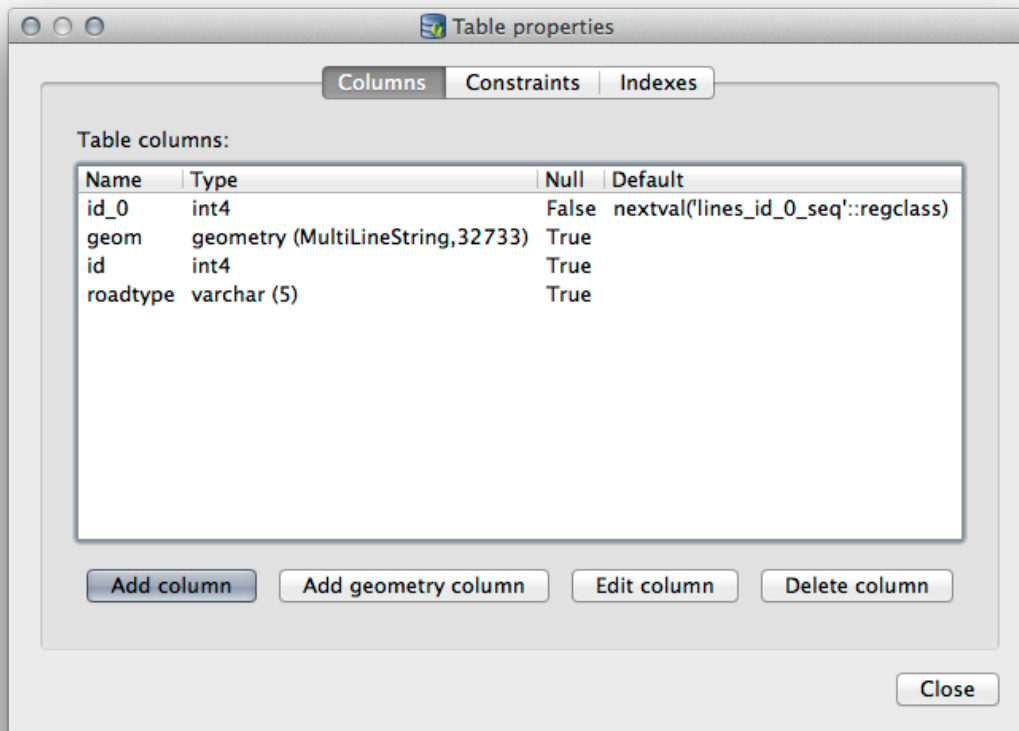 Table properties
Columns Constraints Indexes
Table columns:
Name Type Null Default
id_0 int4 False nextval('lines_id_0_seq'::regclass)
geom geometry (MultiLineString,32733) True
id int4 True
roadtype varchar (5) True
Add column Add geometry column Edit column Delete column
Close